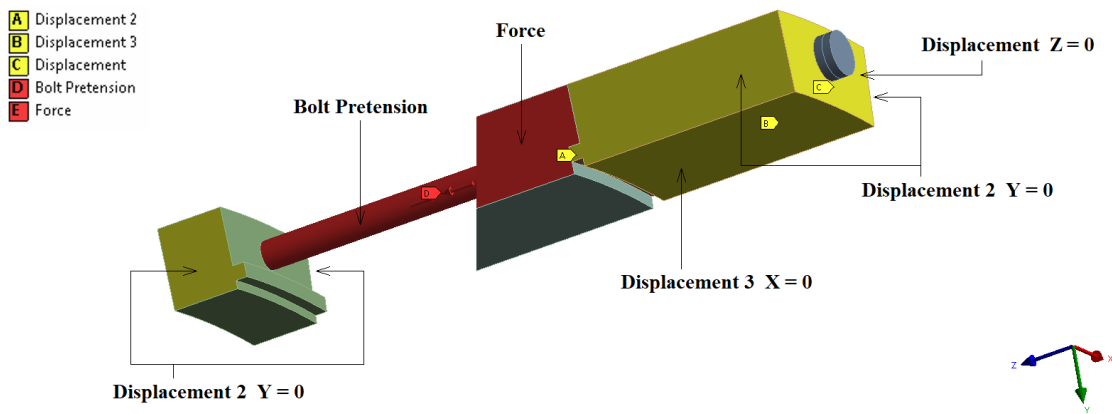 A Displacement 2
B Displacement 3
C Displacement
D Bolt Pretension
E Force
Force
Displacement Z = 0
Bolt Pretension
C
B
A
D
Displacement 2 Y = 0
Displacement 3 X = 0
Displacement 2 Y = 0
Z
X
Y